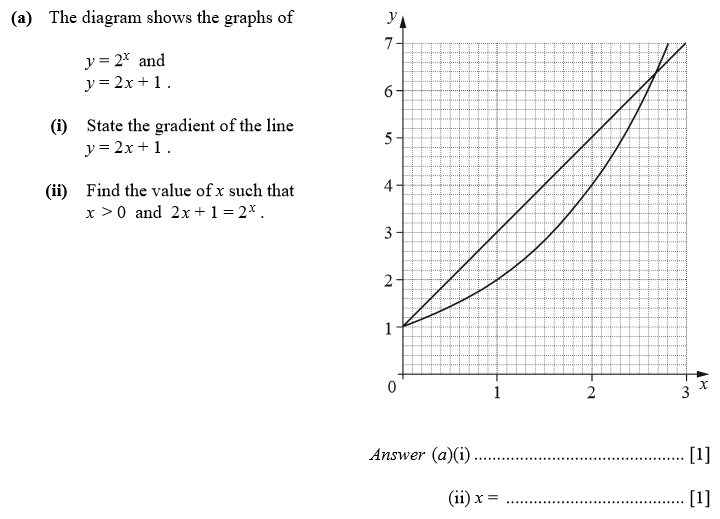 (a) The diagram shows the graphs of
y = 2ˣ and
y = 2x + 1 .
(i) State the gradient of the line
y = 2x + 1 .
(ii) Find the value of x such that
x > 0 and 2x + 1 = 2ˣ .
y
7
6
5
4
3
2
1
0
1
2
3
x
Answer (a)(i) .............................................. [1]
(ii) x = ....................................... [1]